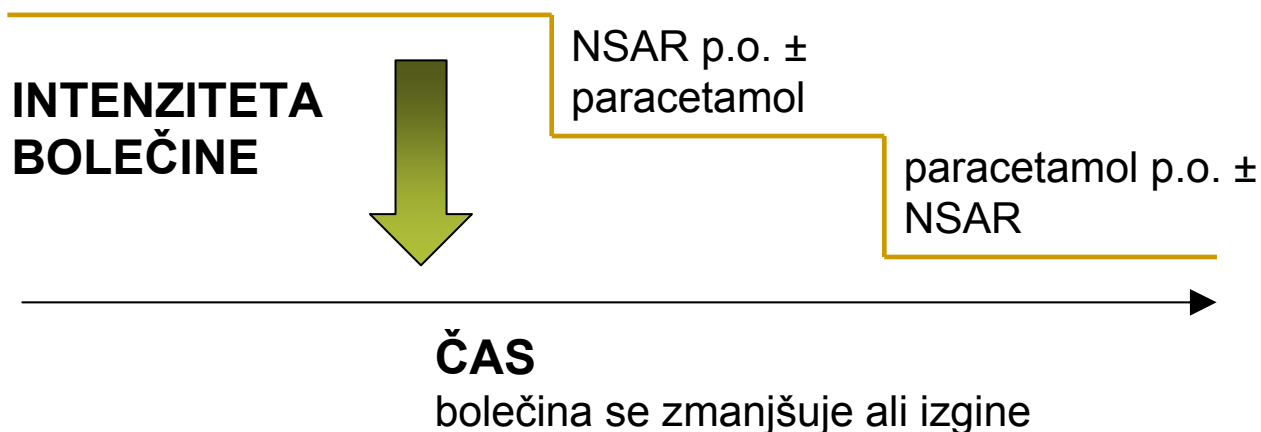 NSAR p.o. ±
paracetamol
INTENZITETA
BOLEČINE
paracetamol p.o. ±
NSAR
ČAS
bolečina se zmanjšuje ali izgine